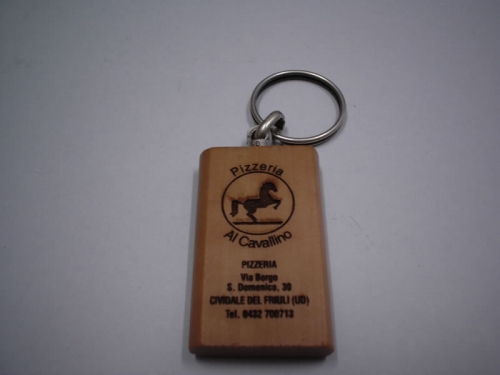 Pizzeria
Al Cavallino
PIZZERIA
Via Borgo
S. Domenico, 30
CIVIDALE DEL FRIULI (UD)
Tel. 0432 700713